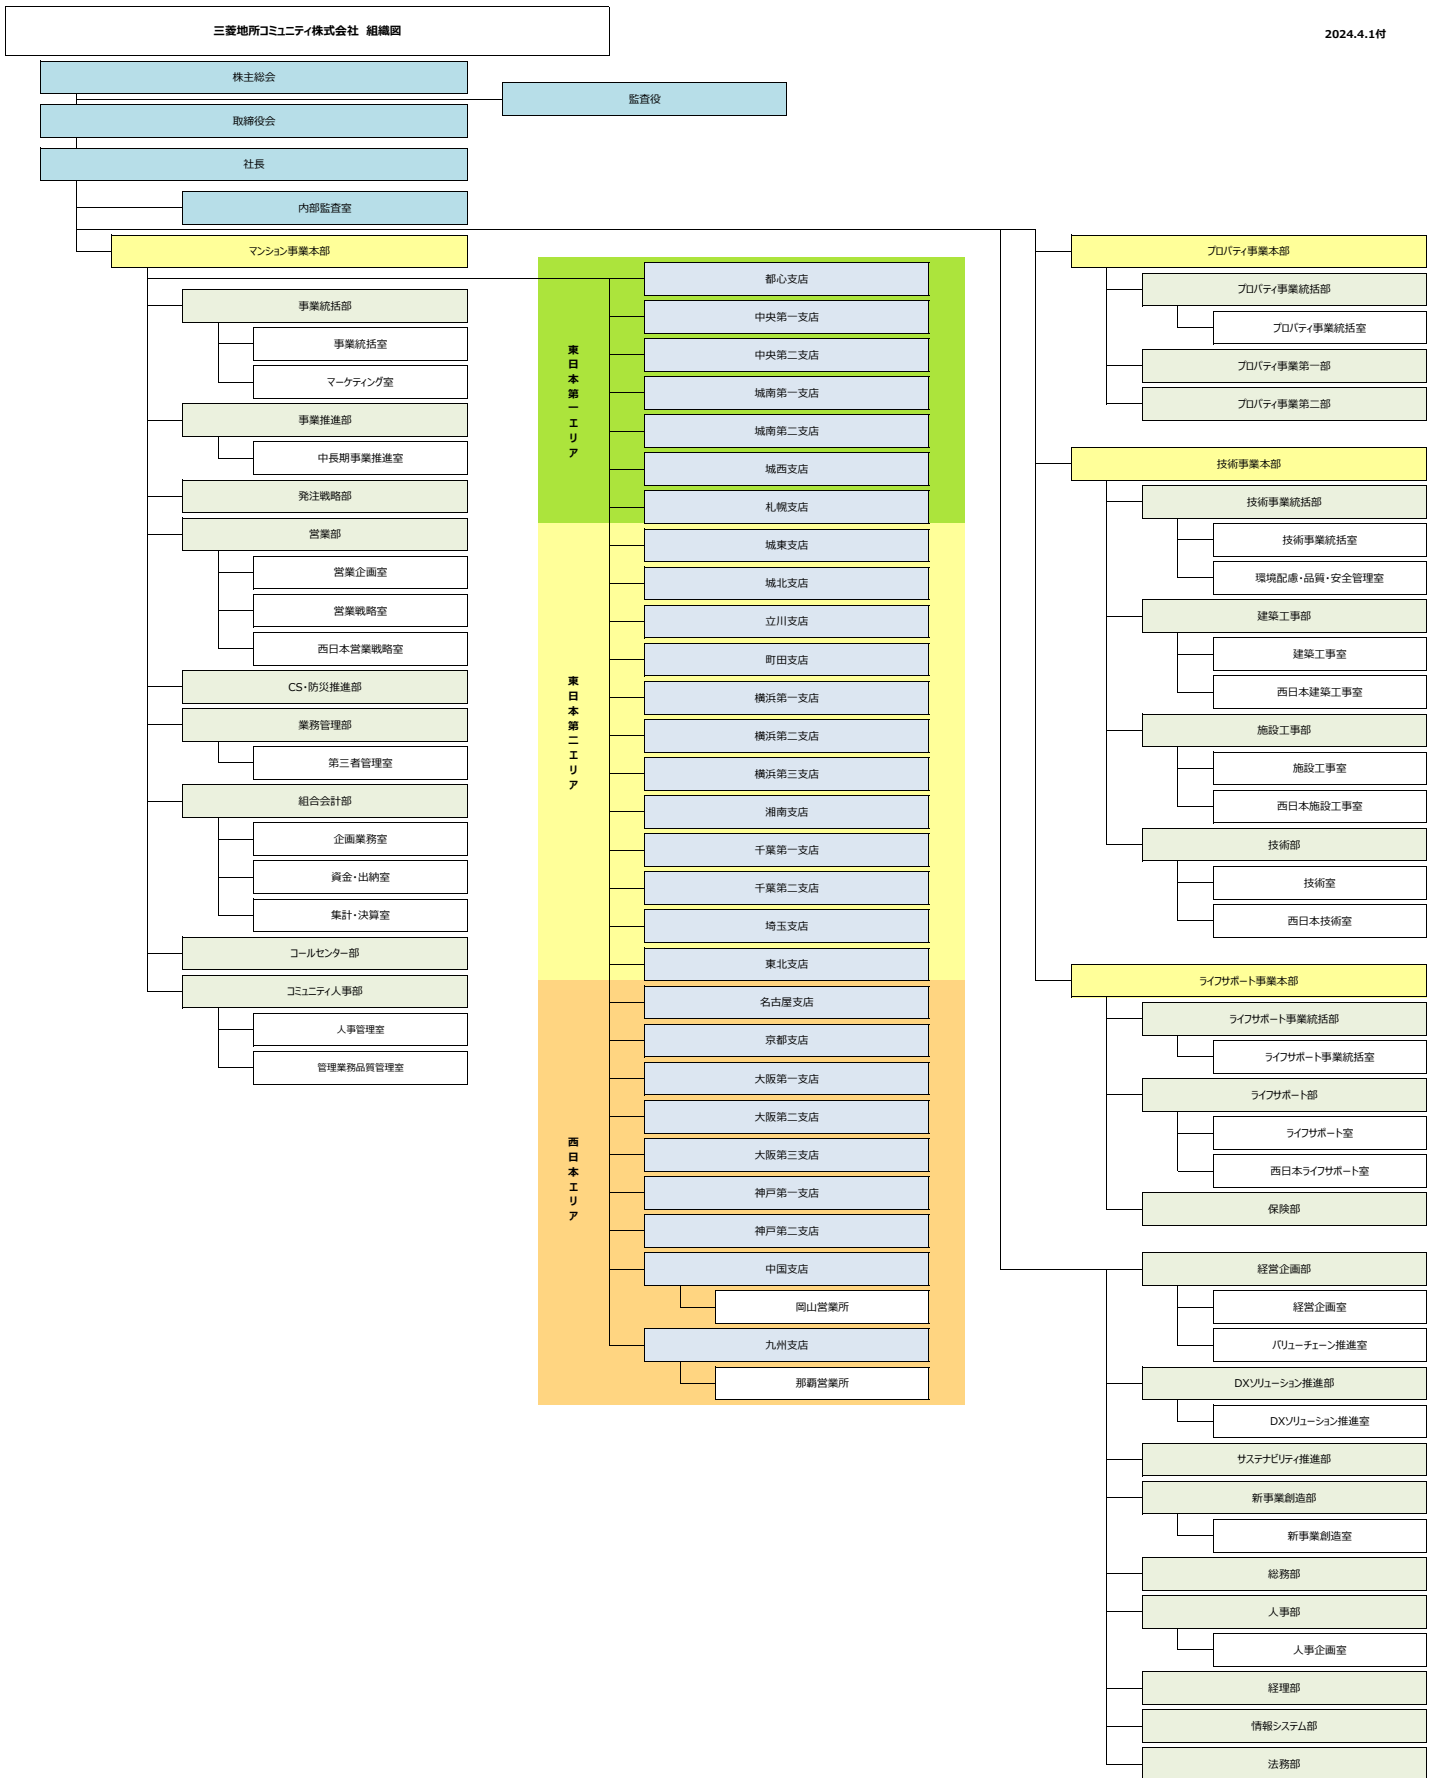 三菱地所コミュニティ株式会社 組織図
2024.4.1付
株主総会
監査役
取締役会
社長
内部監査室
マンション事業本部
事業統括部
事業統括室
マーケティング室
事業推進部
中長期事業推進室
発注戦略部
営業部
営業企画室
営業戦略室
西日本営業戦略室
CS・防災推進部
業務管理部
第三者管理室
組合会計部
企画業務室
資金・出納室
集計・決算室
コールセンター部
コミュニティ人事部
人事管理室
管理業務品質管理室
東日本第一エリア
都心支店
中央第一支店
中央第二支店
城南第一支店
城南第二支店
城西支店
札幌支店
東日本第二エリア
城東支店
城北支店
立川支店
町田支店
横浜第一支店
横浜第二支店
横浜第三支店
湘南支店
千葉第一支店
千葉第二支店
埼玉支店
東北支店
西日本エリア
名古屋支店
京都支店
大阪第一支店
大阪第二支店
大阪第三支店
神戸第一支店
神戸第二支店
中国支店
岡山営業所
九州支店
那覇営業所
プロパティ事業本部
プロパティ事業統括部
プロパティ事業統括室
プロパティ事業第一部
プロパティ事業第二部
技術事業本部
技術事業統括部
技術事業統括室
環境配慮・品質・安全管理室
建築工事部
建築工事室
西日本建築工事室
施設工事部
施設工事室
西日本施設工事室
技術部
技術室
西日本技術室
ライフサポート事業本部
ライフサポート事業統括部
ライフサポート事業統括室
ライフサポート部
ライフサポート室
西日本ライフサポート室
保険部
経営企画部
経営企画室
バリューチェーン推進室
DXソリューション推進部
DXソリューション推進室
サステナビリティ推進部
新事業創造部
新事業創造室
総務部
人事部
人事企画室
経理部
情報システム部
法務部